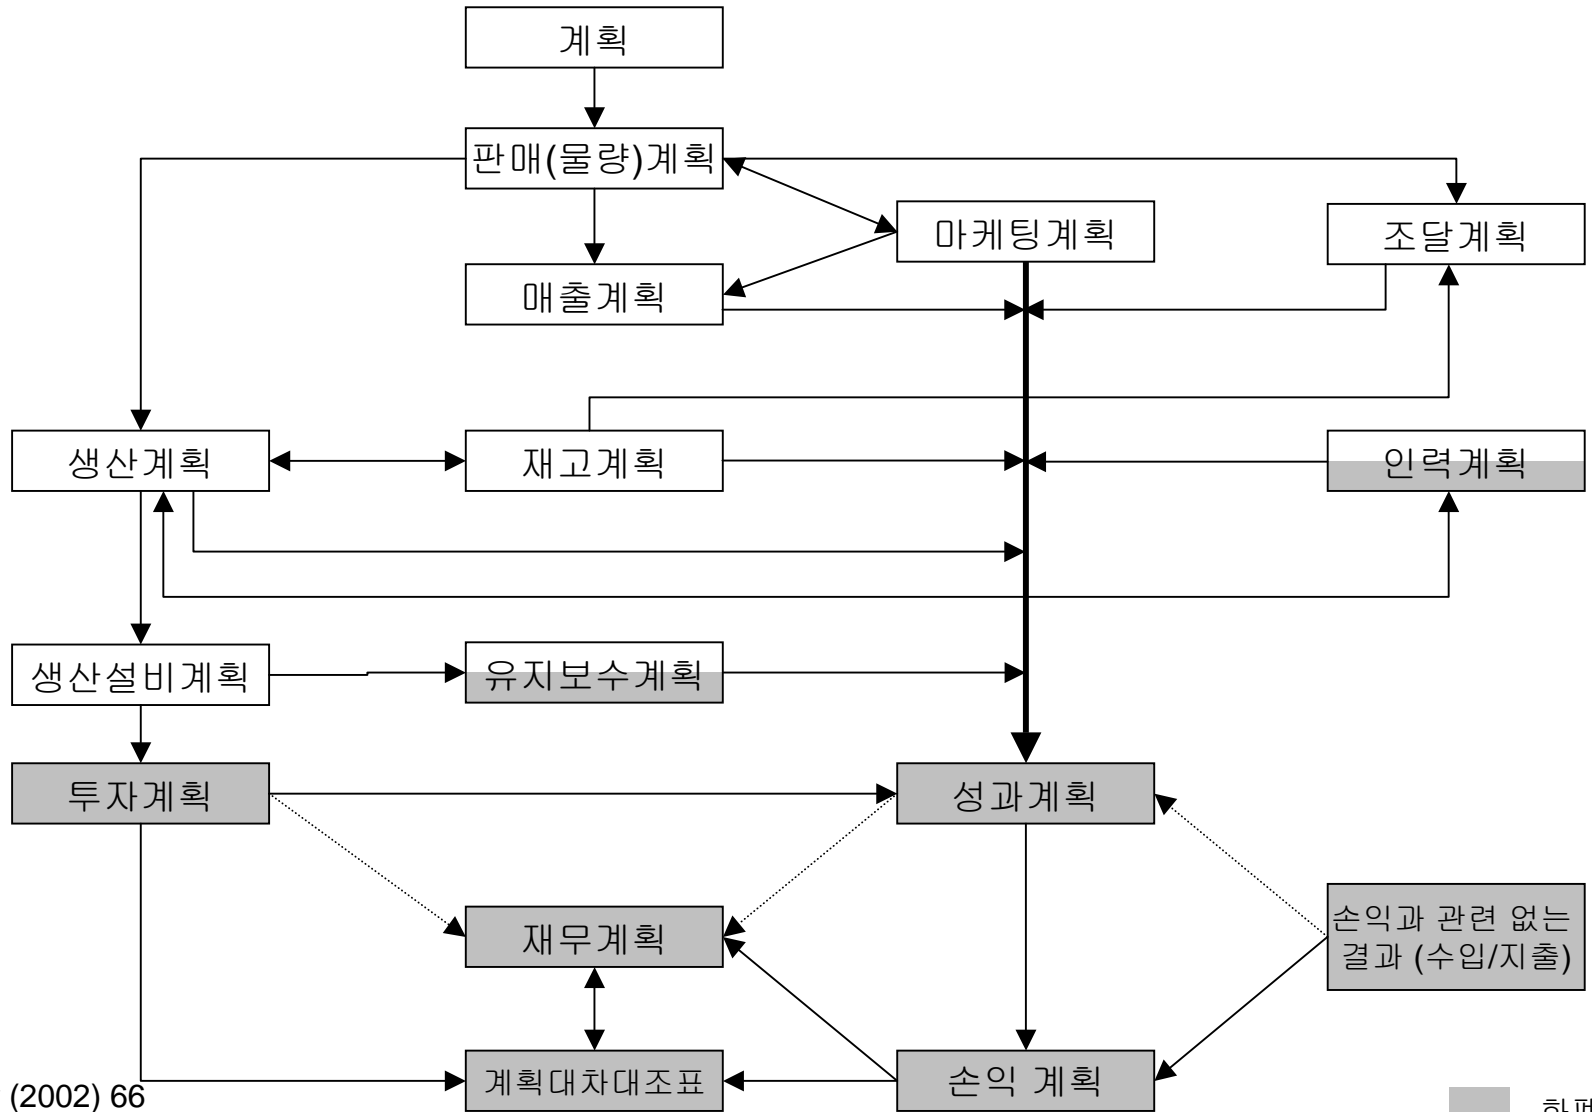 계획
판매(물량)계획
마케팅계획
조달계획
매출계획
생산계획
재고계획
인력계획
생산설비계획
유지보수계획
투자계획
성과계획
재무계획
손익과 관련 없는
결과 (수입/지출)
계획대차대조표
손익 계획
(2002) 66